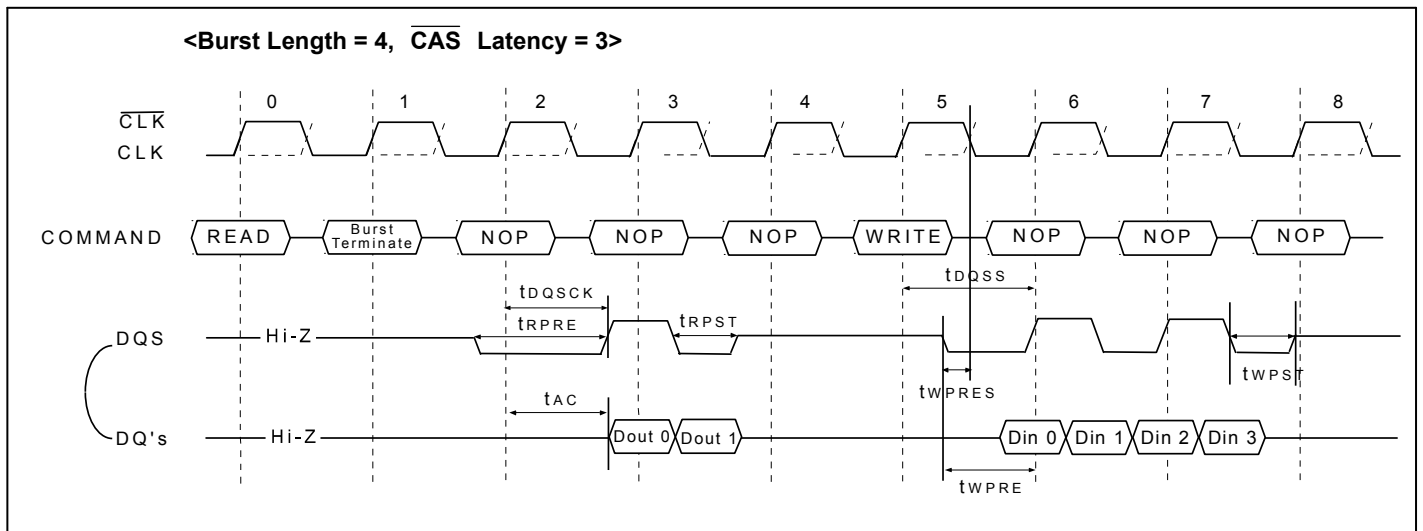 <Burst Length = 4, CAS Latency = 3>
0 1 2 3 4 5 6 7 8
CLK
CLK
COMMAND READ Burst Terminate NOP NOP NOP WRITE NOP NOP NOP
tDQSS
tDQSCK
tRPRE tRPST
DQS Hi-Z
tWPRES tWPST
tAC
DQ's Hi-Z Dout 0 Dout 1 Din 0 Din 1 Din 2 Din 3
tWPRE